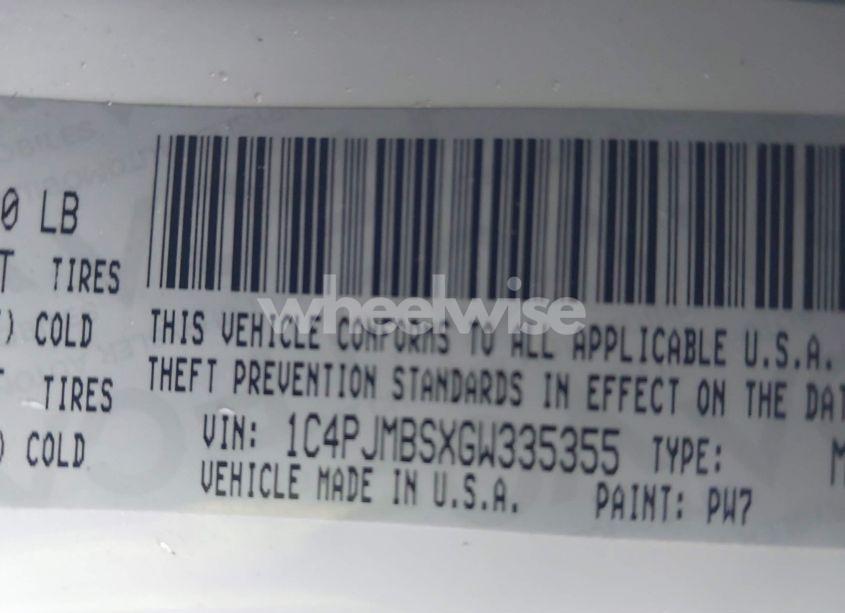 0 LB
T TIRES
) COLD
TIRES
) COLD
THIS VEHICLE CONFORMS TO ALL APPLICABLE U.S.A.
THEFT PREVENTION STANDARDS IN EFFECT ON THE DAT
VIN: 1C4PJMBSXGW335355 TYPE: M
VEHICLE MADE IN U.S.A. PAINT: PW7
wheelwise